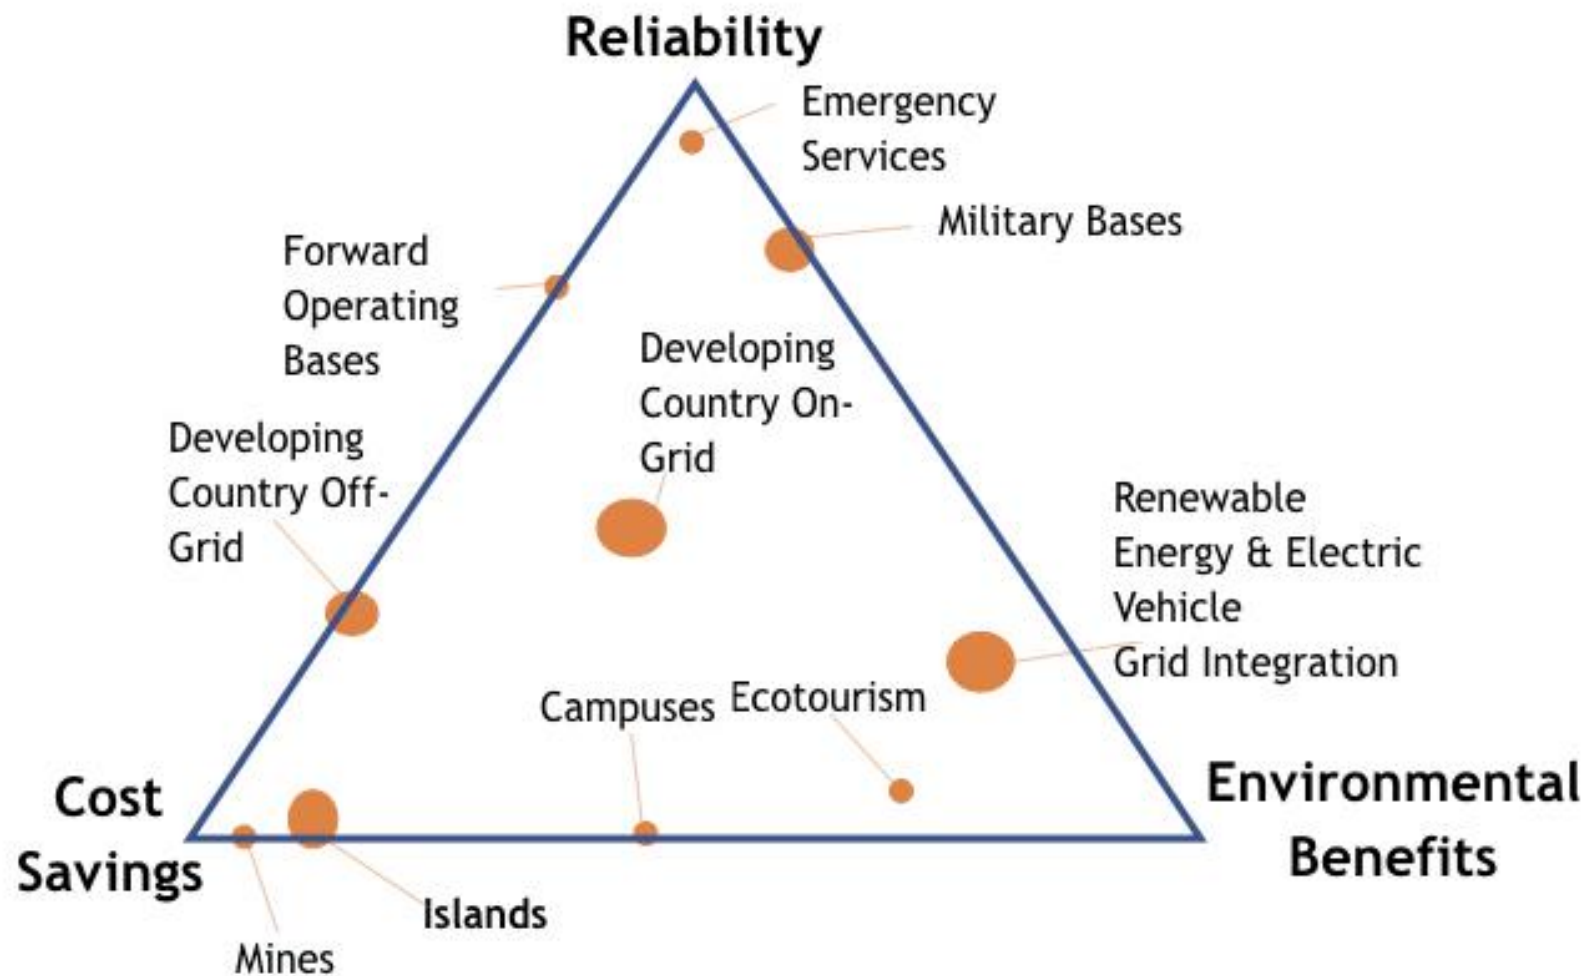 Reliability
Emergency
Services
Military Bases
Forward
Operating
Bases
Developing
Country On-
Grid
Developing
Country Off-
Grid
Renewable
Energy & Electric
Vehicle
Grid Integration
Campuses
Ecotourism
Cost
Savings
Environmental
Benefits
Islands
Mines